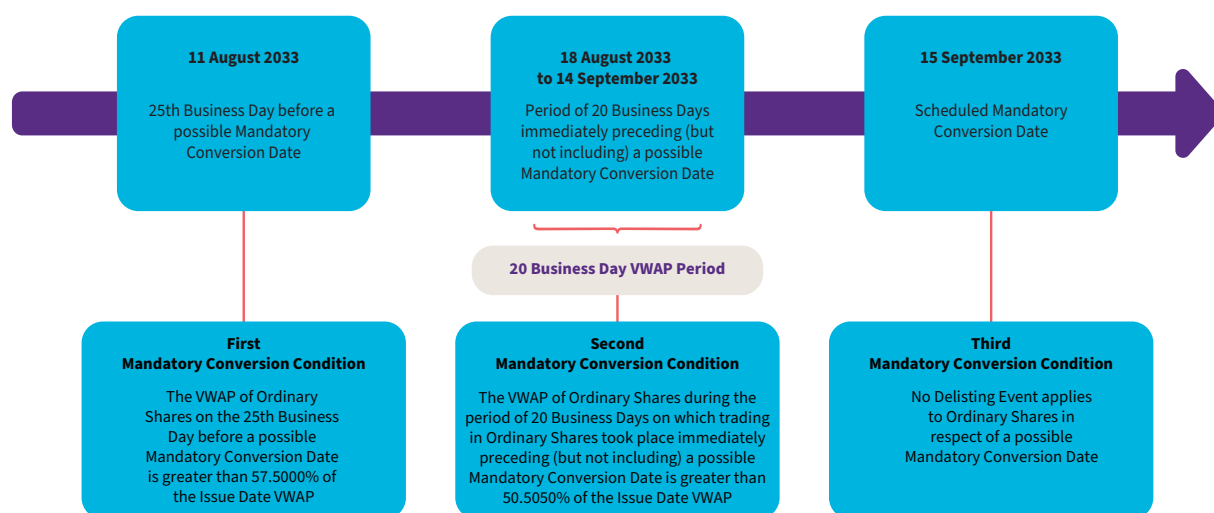 11 August 2033
25th Business Day before a
possible Mandatory
Conversion Date
18 August 2033
to 14 September 2033
Period of 20 Business Days
immediately preceding (but
not including) a possible
Mandatory Conversion Date
15 September 2033
Scheduled Mandatory
Conversion Date
20 Business Day VWAP Period
First
Mandatory Conversion Condition
The VWAP of Ordinary
Shares on the 25th Business
Day before a possible
Mandatory Conversion Date
is greater than 57.5000% of
the Issue Date VWAP
Second
Mandatory Conversion Condition
The VWAP of Ordinary Shares during the
period of 20 Business Days on which trading
in Ordinary Shares took place immediately
preceding (but not including) a possible
Mandatory Conversion Date is greater than
50.5050% of the Issue Date VWAP
Third
Mandatory Conversion Condition
No Delisting Event applies
to Ordinary Shares in
respect of a possible
Mandatory Conversion Date